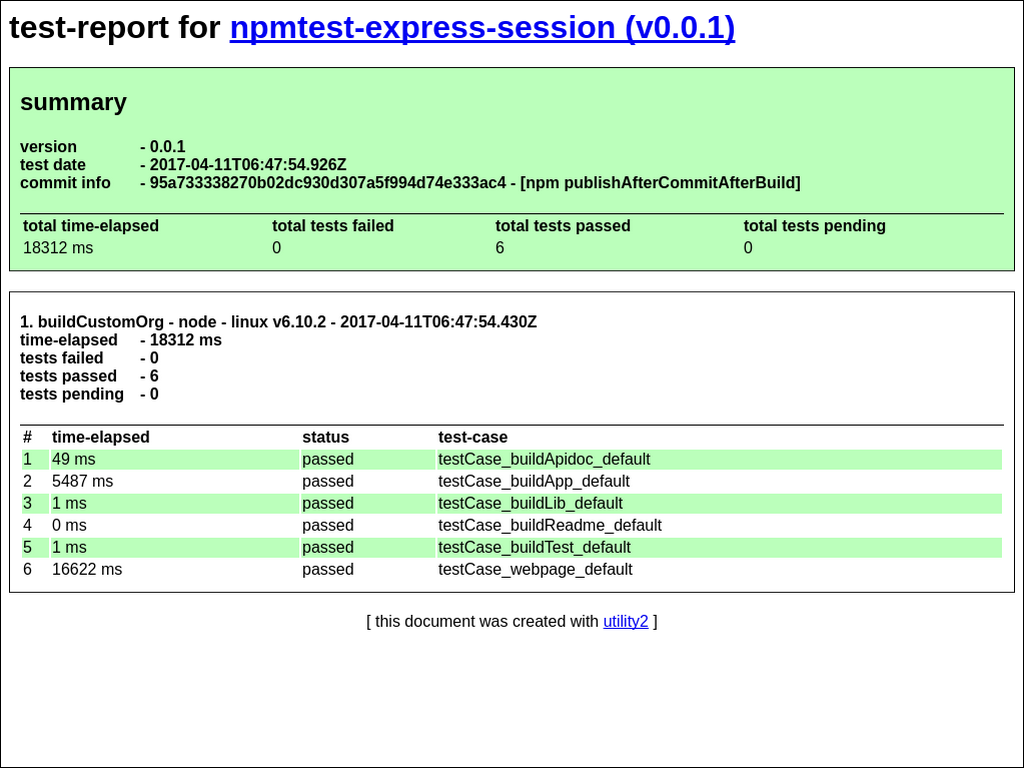 test-report for npmtest-express-session (v0.0.1)
summary
version - 0.0.1
test date - 2017-04-11T06:47:54.926Z
commit info - 95a733338270b02dc930d307a5f994d74e333ac4 - [npm publishAfterCommitAfterBuild]
total time-elapsed total tests failed total tests passed total tests pending
18312 ms 0 6 0
1. buildCustomOrg - node - linux v6.10.2 - 2017-04-11T06:47:54.430Z
time-elapsed - 18312 ms
tests failed - 0
tests passed - 6
tests pending - 0
# time-elapsed status test-case
1 49 ms passed testCase_buildApidoc_default
2 5487 ms passed testCase_buildApp_default
3 1 ms passed testCase_buildLib_default
4 0 ms passed testCase_buildReadme_default
5 1 ms passed testCase_buildTest_default
6 16622 ms passed testCase_webpage_default
[ this document was created with utility2 ]